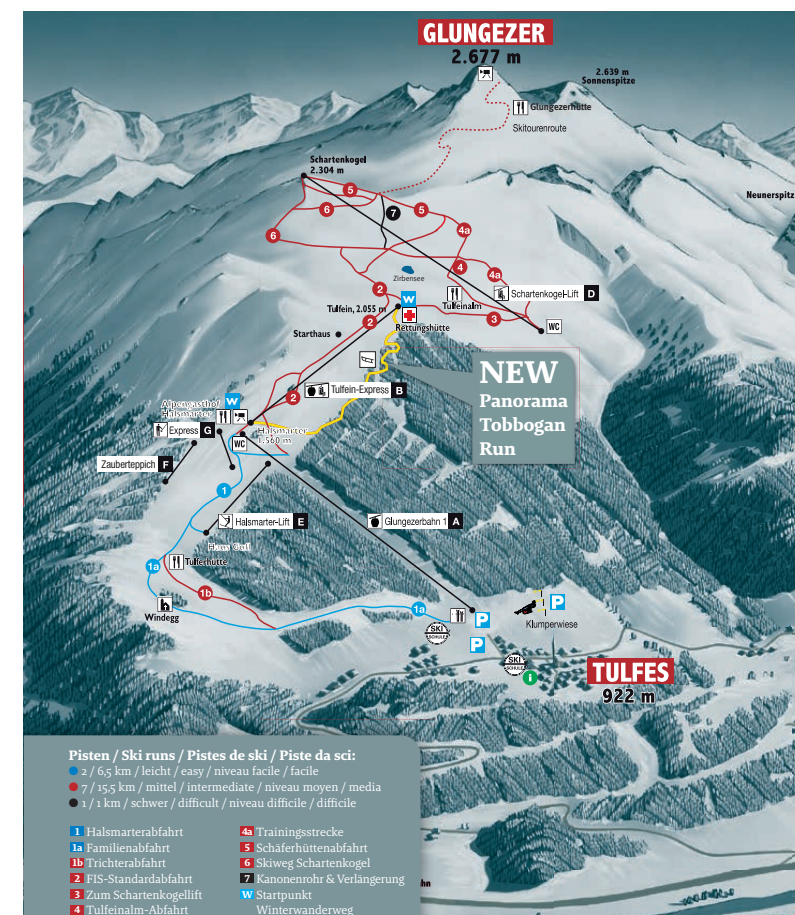 GLUNGEZER
2.677 m
2.639 m
Sonnenspitze
Glungezerhütte
Skitourenroute
Schartenkogel
2.304 m
Neunerspitz
5
6
7
5
4a
6
4
4a
Zirbensee
2
Schartenkogel-Lift D
Tulfein, 2.055 m
W
Tulfeinalm
2
3
Rettungshütte
WC
Starthaus
NEW
Panorama
Tobbogan
Run
2
Tulfein-Express B
Alpengasthof
Halsmarter
W
Express G
Halsmarter
1.560 m
WC
Zauberteppich F
1
Halsmarter-Lift E
Glungezerbahn 1 A
1a
Tulferhütte
1b
Windegg
1a
P
P
Klumperwiese
SKI
SCHULE
P
SKI
SCHULE
i
TULFES
922 m
Pisten / Ski runs / Pistes de ski / Piste da sci:
2 / 6,5 km / leicht / easy / niveau facile / facile
7 / 15,5 km / mittel / intermediate / niveau moyen / media
1 / 1 km / schwer / difficult / niveau difficile / difficile
1 Halsmarterabfahrt
1a Familienabfahrt
1b Trichterabfahrt
2 FIS-Standardabfahrt
3 Zum Schartenkogellift
4 Tulfeinalm-Abfahrt
4a Trainingsstrecke
5 Schäferhüttenabfahrt
6 Skiweg Schartenkogel
7 Kanonenrohr & Verlängerung
W Startpunkt
Winterwanderweg
hn